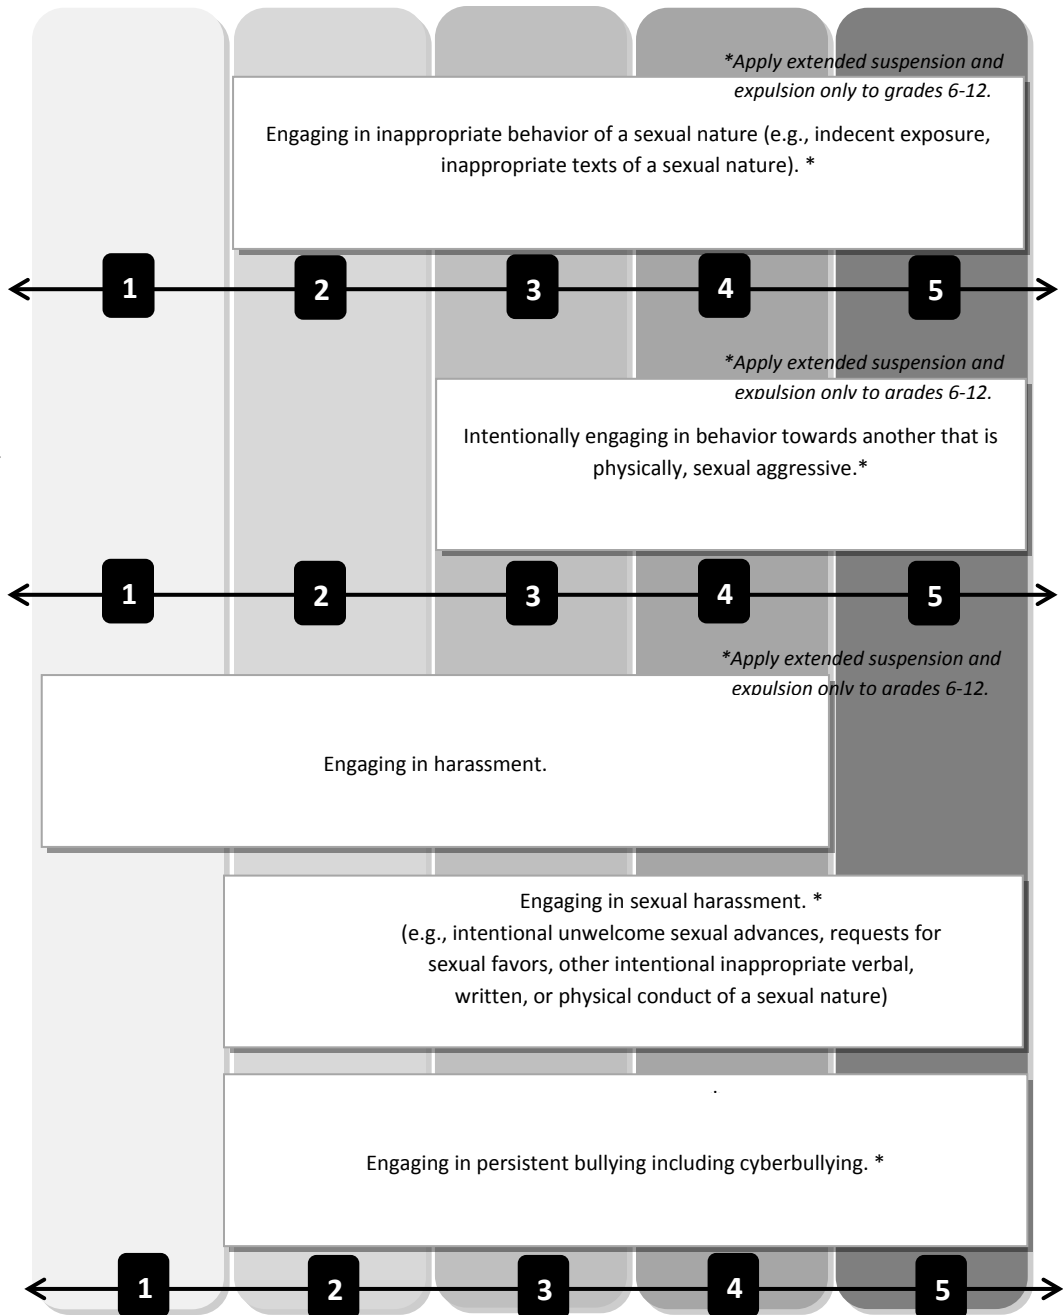 *Apply extended suspension and
expulsion only to grades 6-12.
Engaging in inappropriate behavior of a sexual nature (e.g., indecent exposure,
inappropriate texts of a sexual nature). *
1 2 3 4 5
*Apply extended suspension and
expulsion only to grades 6-12.
Intentionally engaging in behavior towards another that is
physically, sexual aggressive.*
1 2 3 4 5
*Apply extended suspension and
expulsion only to grades 6-12.
Engaging in harassment.
Engaging in sexual harassment. *
(e.g., intentional unwelcome sexual advances, requests for
sexual favors, other intentional inappropriate verbal,
written, or physical conduct of a sexual nature)
.
Engaging in persistent bullying including cyberbullying. *
1 2 3 4 5